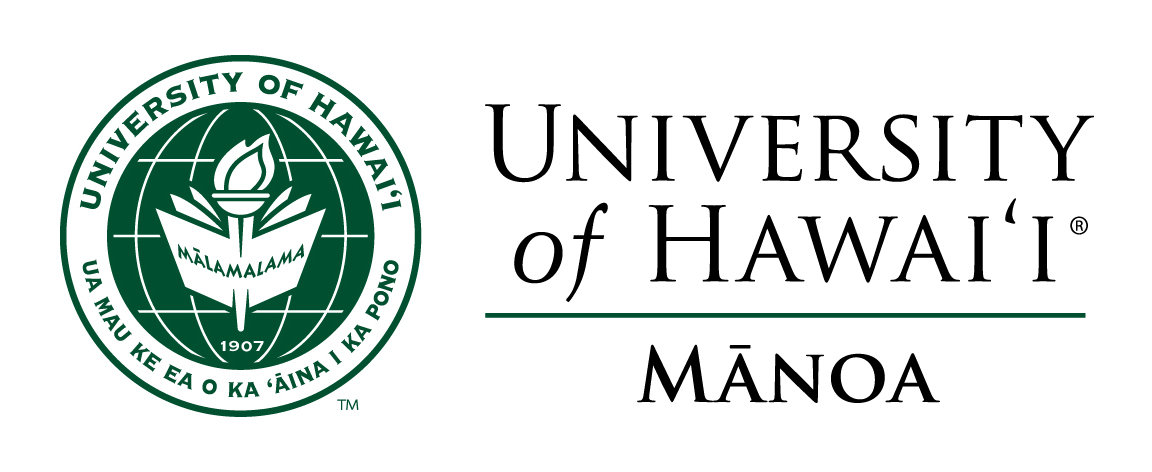 UNIVERSITY OF HAWAIʻI
MĀLAMALAMA
1907
UA MAU KE EA O KA ʻĀINA I KA PONO
TM
UNIVERSITY
of HAWAIʻI®
MĀNOA